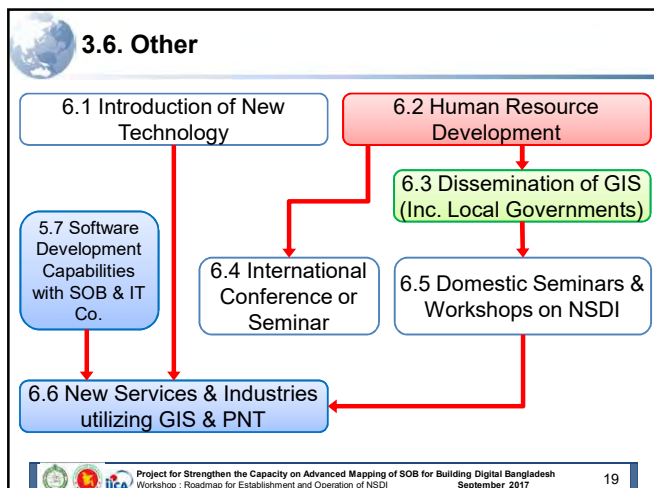 3.6. Other
6.1 Introduction of New
Technology
6.2 Human Resource
Development
6.3 Dissemination of GIS
(Inc. Local Governments)
5.7 Software
Development
Capabilities
with SOB & IT
Co.
6.4 International
Conference or
Seminar
6.5 Domestic Seminars &
Workshops on NSDI
6.6 New Services & Industries
utilizing GIS & PNT
jica
Project for Strengthen the Capacity on Advanced Mapping of SOB for Building Digital Bangladesh
Workshop : Roadmap for Establishment and Operation of NSDI September 2017
19